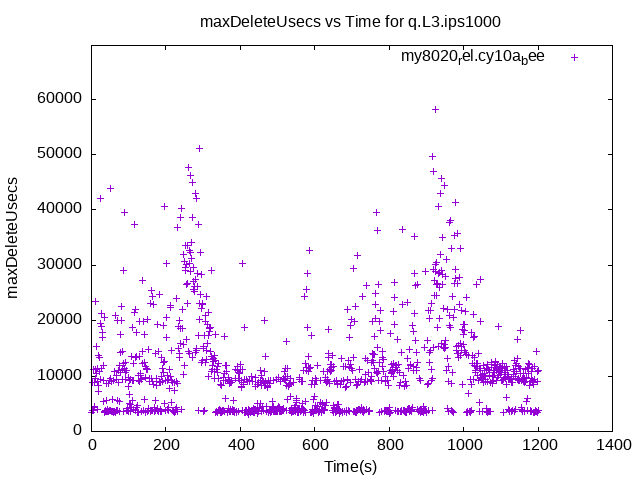 maxDeleteUsecs vs Time for q.L3.ips1000
my8020rel.cy10abee
60000
50000
40000
30000
20000
10000
0
maxDeleteUsecs
0 200 400 600 800 1000 1200 1400
Time(s)